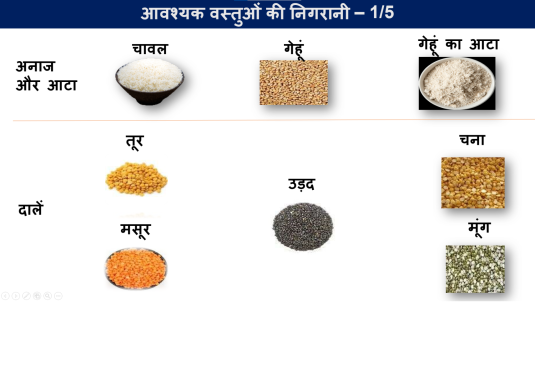 आवश्यक वस्तुओं की निगरानी – 1/5
चावल
गेहूं
गेहूं का आटा
अनाज
और आटा
तूर
चना
उड़द
दालें
मसूर
मूंग